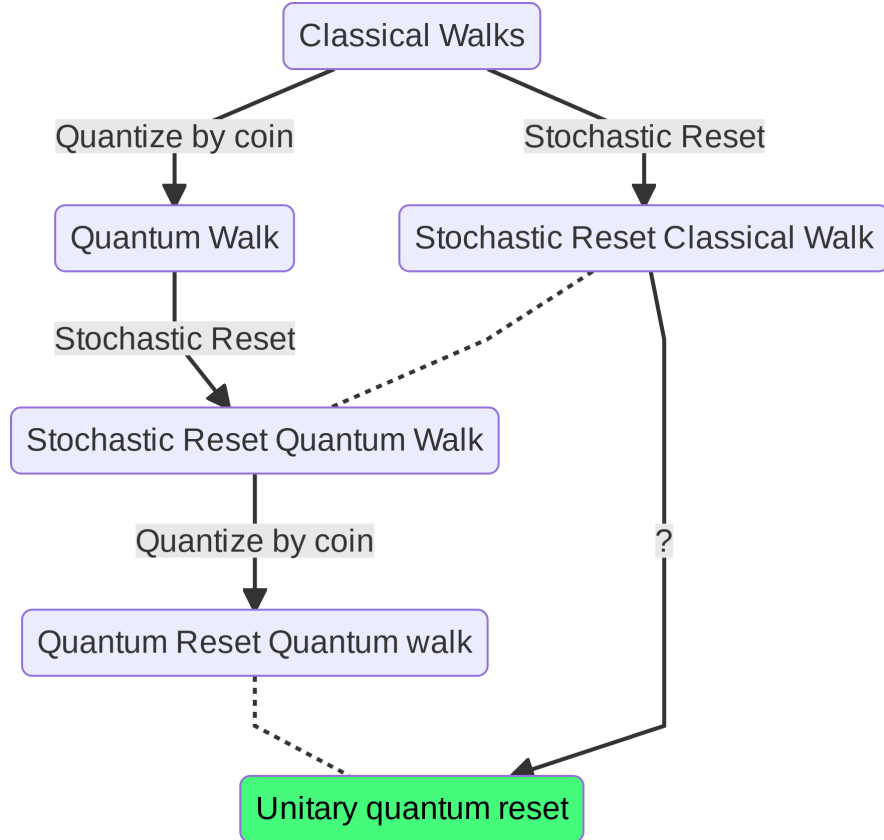 Classical Walks
Quantize by coin
Stochastic Reset
Quantum Walk
Stochastic Reset Classical Walk
Stochastic Reset
Stochastic Reset Quantum Walk
Quantize by coin
?
Quantum Reset Quantum walk
Unitary quantum reset